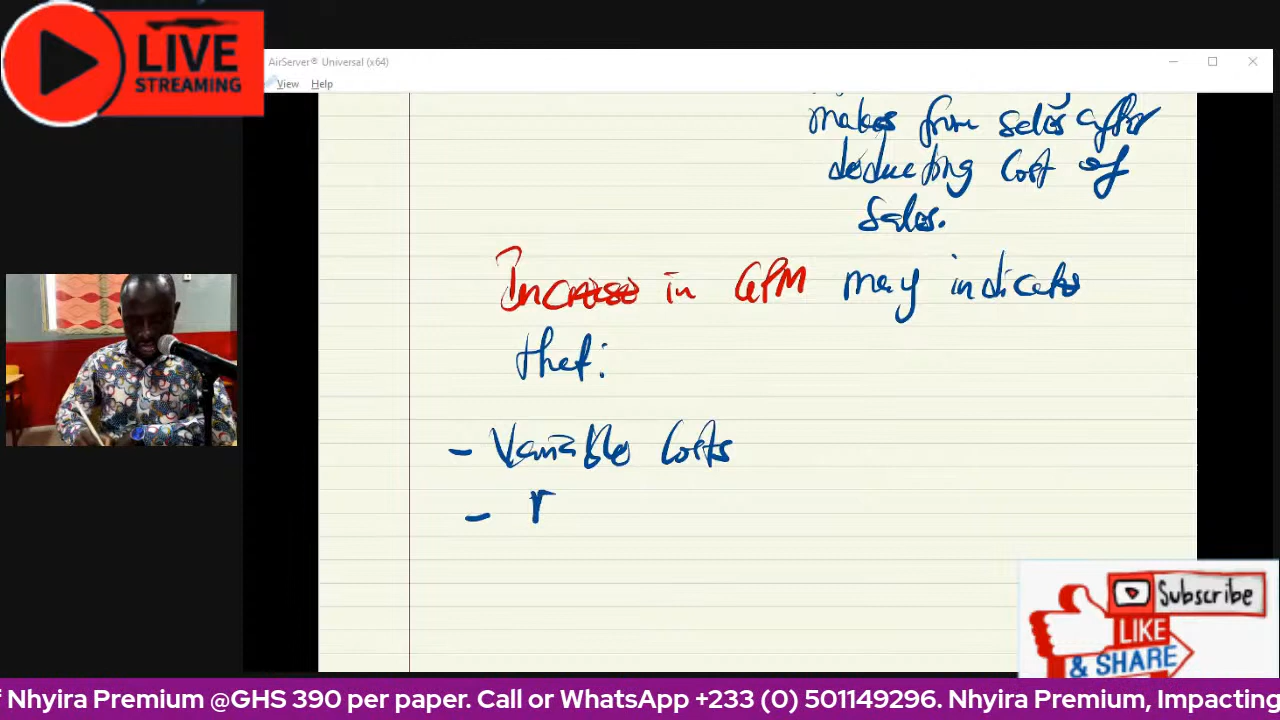 LIVE
STREAMING
AirServer® Universal (x64)
View Help
makes from sales after
deducting Cost of
Sales.
Increase in GPM may indicate
that:
- Variable Costs
-
Subscribe
LIKE
& SHARE
Nhyira Premium @GHS 390 per paper. Call or WhatsApp +233 (0) 501149296. Nhyira Premium, Impacting